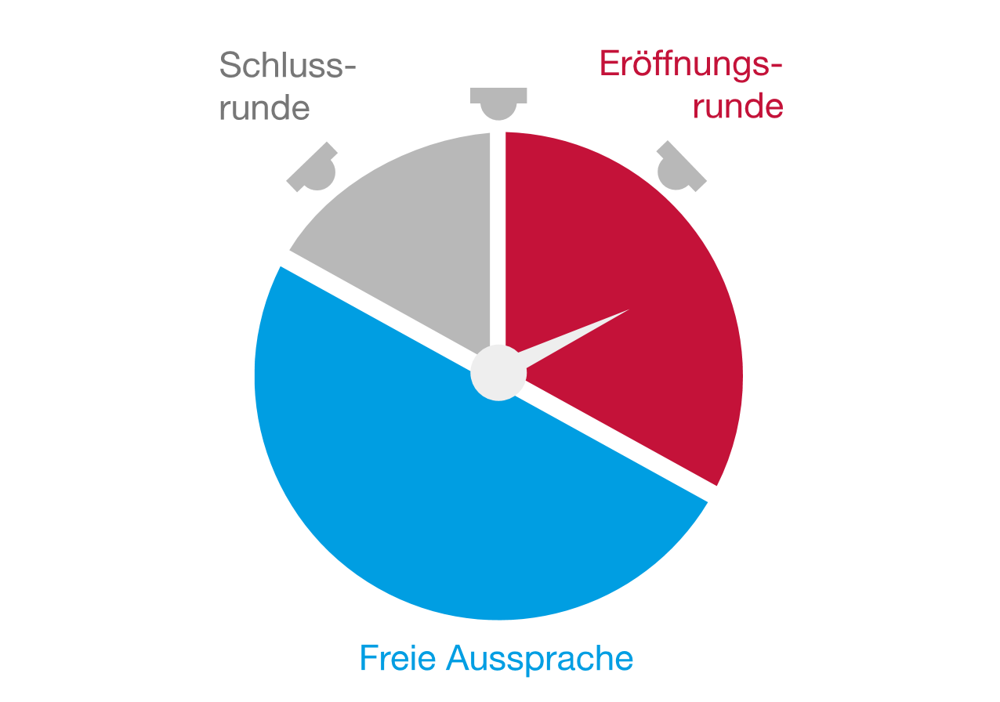 Schluss-
runde
Eröffnungs-
runde
Freie Aussprache